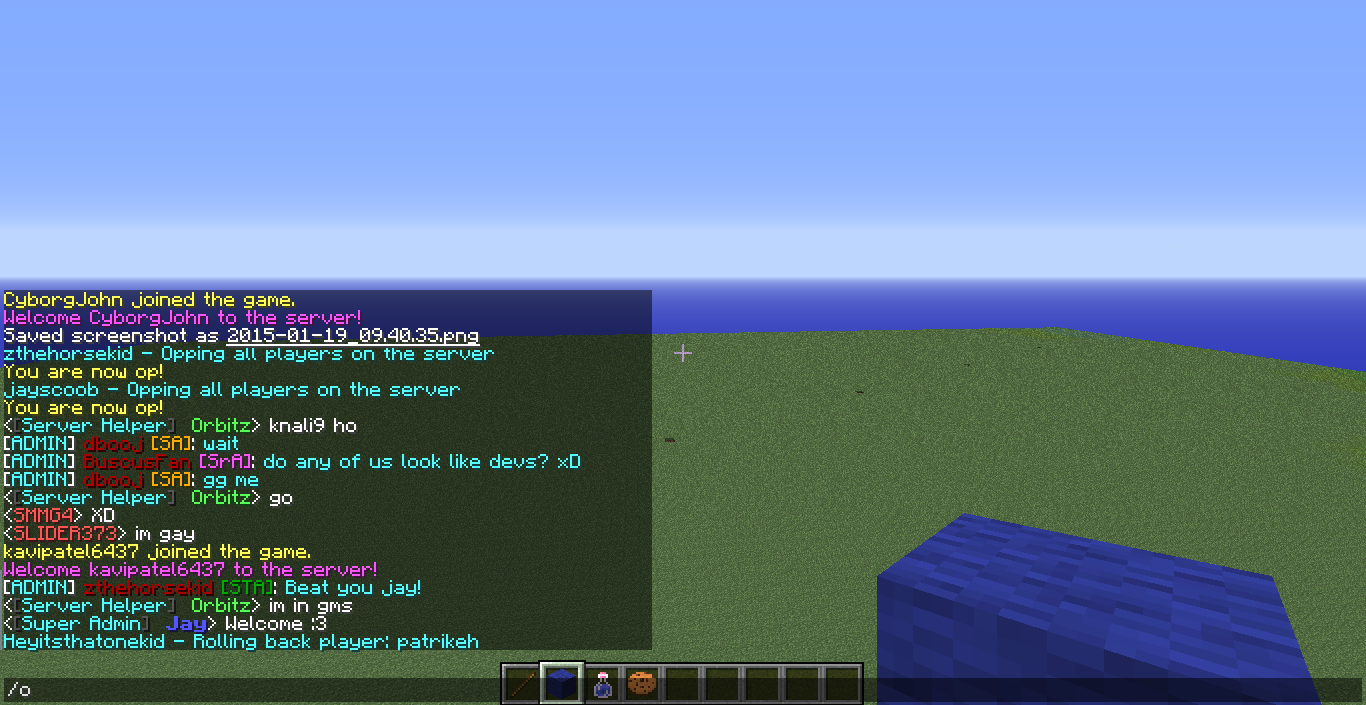 CyborgJohn joined the game.
Welcome CyborgJohn to the server!
Saved screenshot as 2015-01-19_09.40.35.png
zthehorsekid - Opping all players on the server
You are now op!
jayscoob - Opping all players on the server
You are now op!
<[Server Helper] Orbitz> knali9 ho
[ADMIN] dbooj [SA]: wait
[ADMIN] BuscusFan [SrA]: do any of us look like devs? xD
[ADMIN] dbooj [SA]: gg me
<[Server Helper] Orbitz> go
<SMMG4> XD
<SLIDER373> im gay
kavipatel6437 joined the game.
Welcome kavipatel6437 to the server!
[ADMIN] zthehorsekid [STA]: Beat you jay!
<[Server Helper] Orbitz> im in gms
<[Super Admin] Jay> Welcome :3
Heyitsthatonekid - Rolling back player: patrikeh
/o